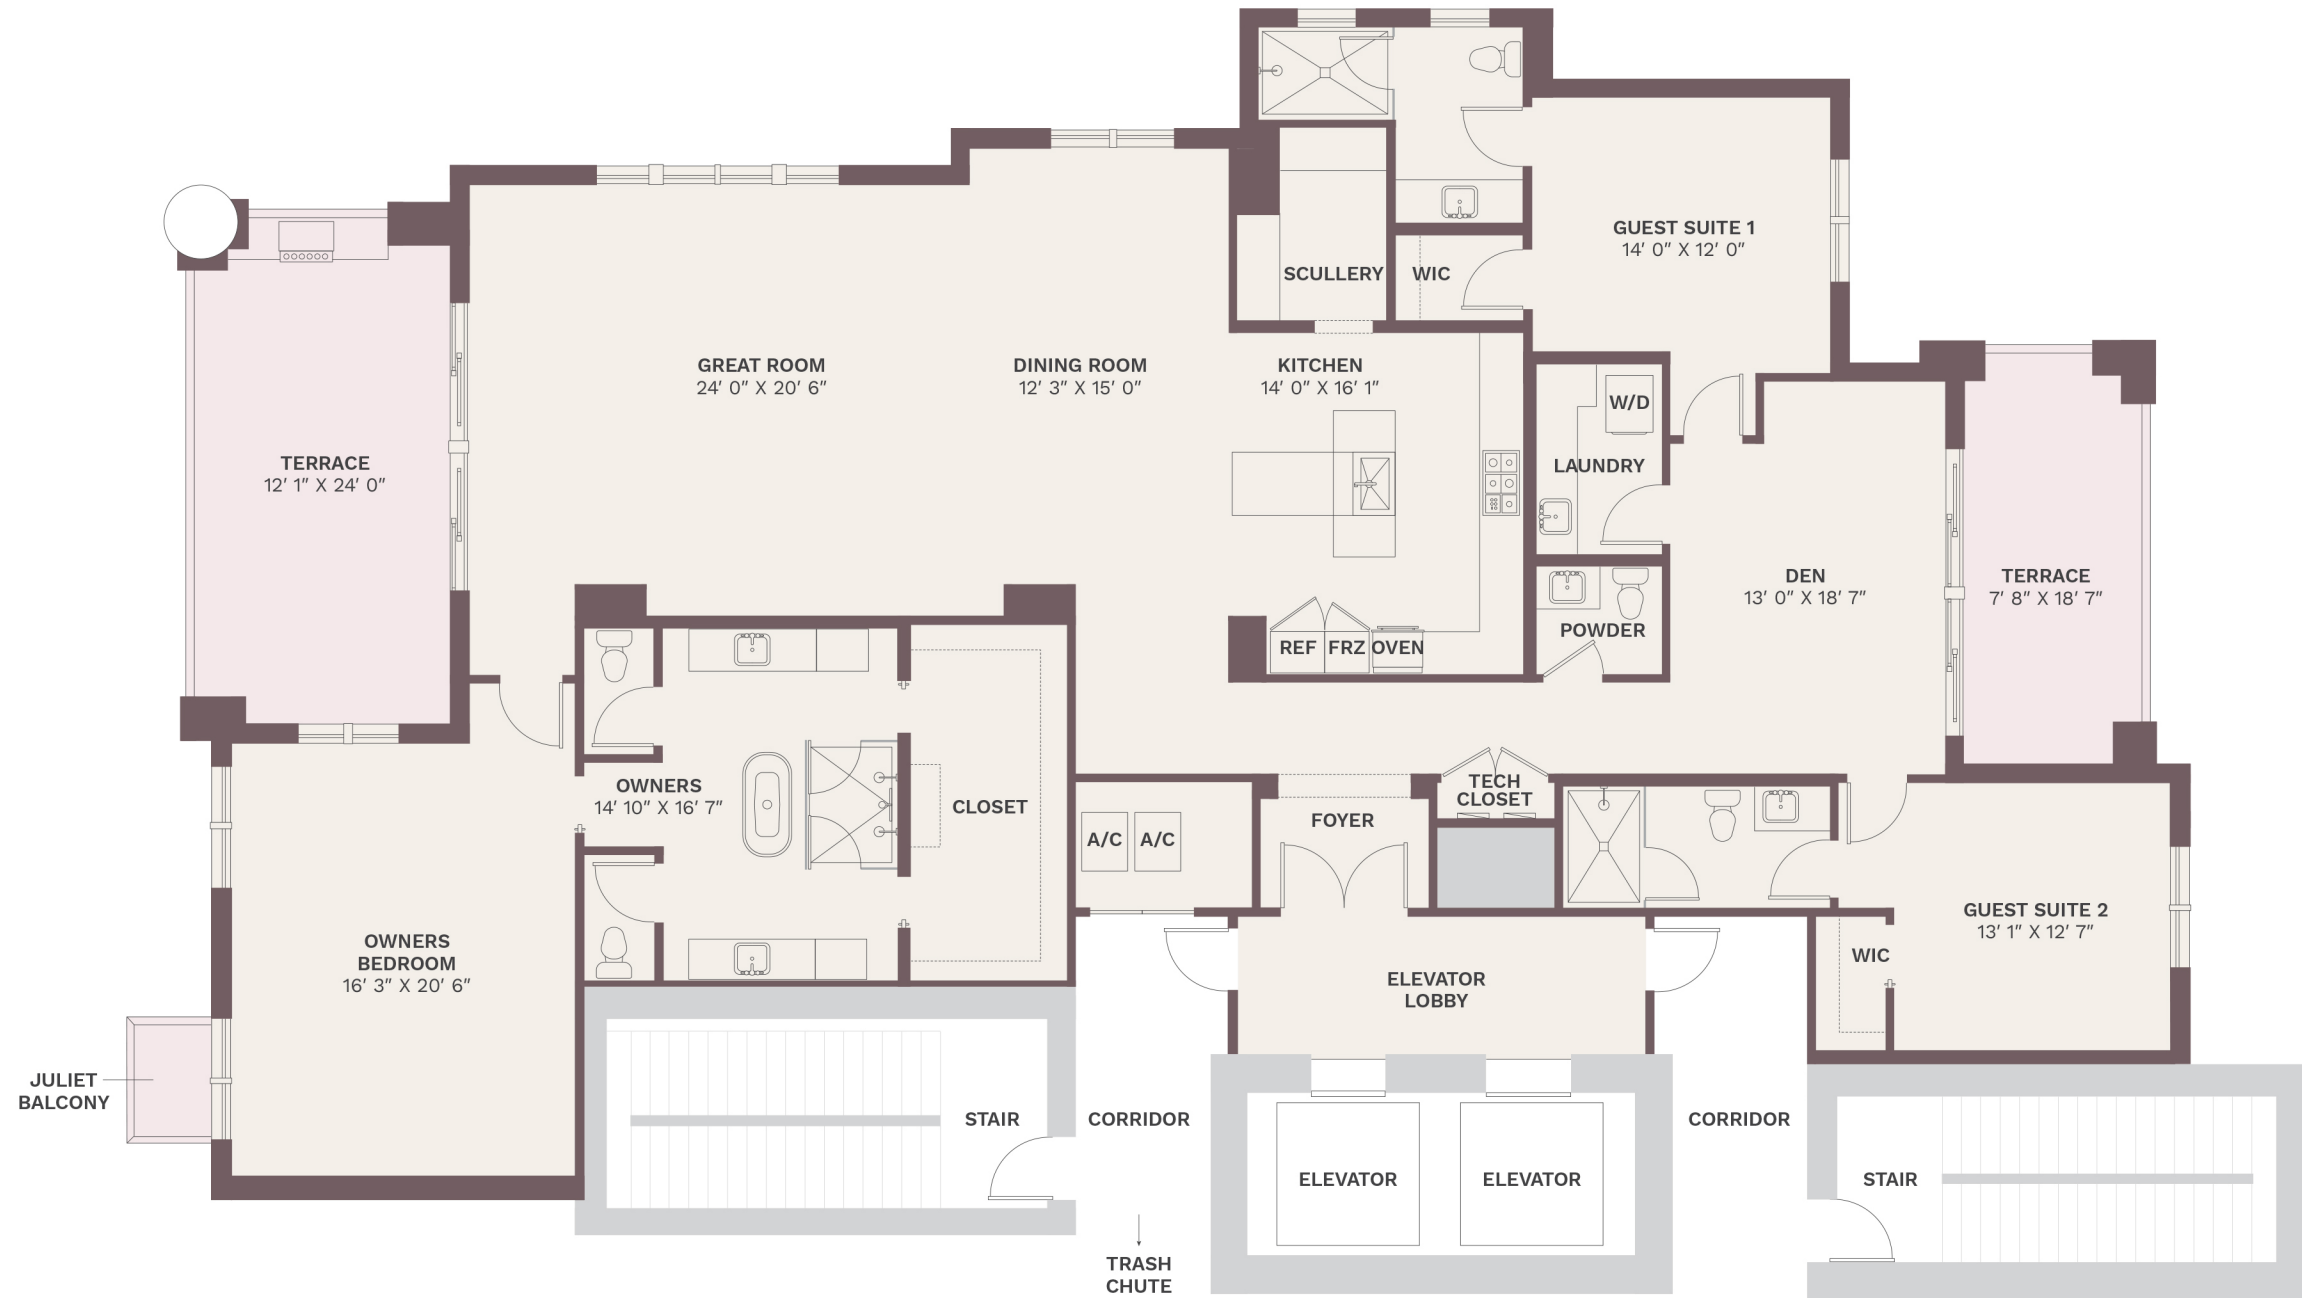 GUEST SUITE 1
14′ 0″ X 12′ 0″
SCULLERY
WIC
GREAT ROOM
24′ 0″ X 20′ 6″
DINING ROOM
12′ 3″ X 15′ 0″
KITCHEN
14′ 0″ X 16′ 1″
W/D
LAUNDRY
TERRACE
12′ 1″ X 24′ 0″
DEN
13′ 0″ X 18′ 7″
TERRACE
7′ 8″ X 18′ 7″
POWDER
REF
FRZ
OVEN
OWNERS
14′ 10″ X 16′ 7″
CLOSET
A/C
A/C
FOYER
TECH
CLOSET
GUEST SUITE 2
13′ 1″ X 12′ 7″
WIC
OWNERS
BEDROOM
16′ 3″ X 20′ 6″
ELEVATOR
LOBBY
JULIET
BALCONY
STAIR
CORRIDOR
CORRIDOR
ELEVATOR
ELEVATOR
STAIR
TRASH
CHUTE